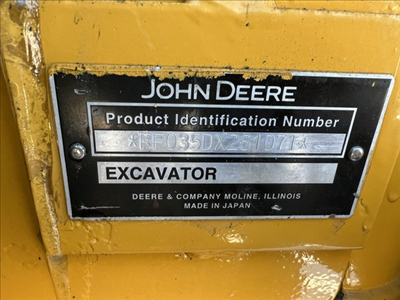 JOHN DEERE
Product Identification Number
EXCAVATOR
DEERE & COMPANY MOLINE, ILLINOIS
MADE IN JAPAN